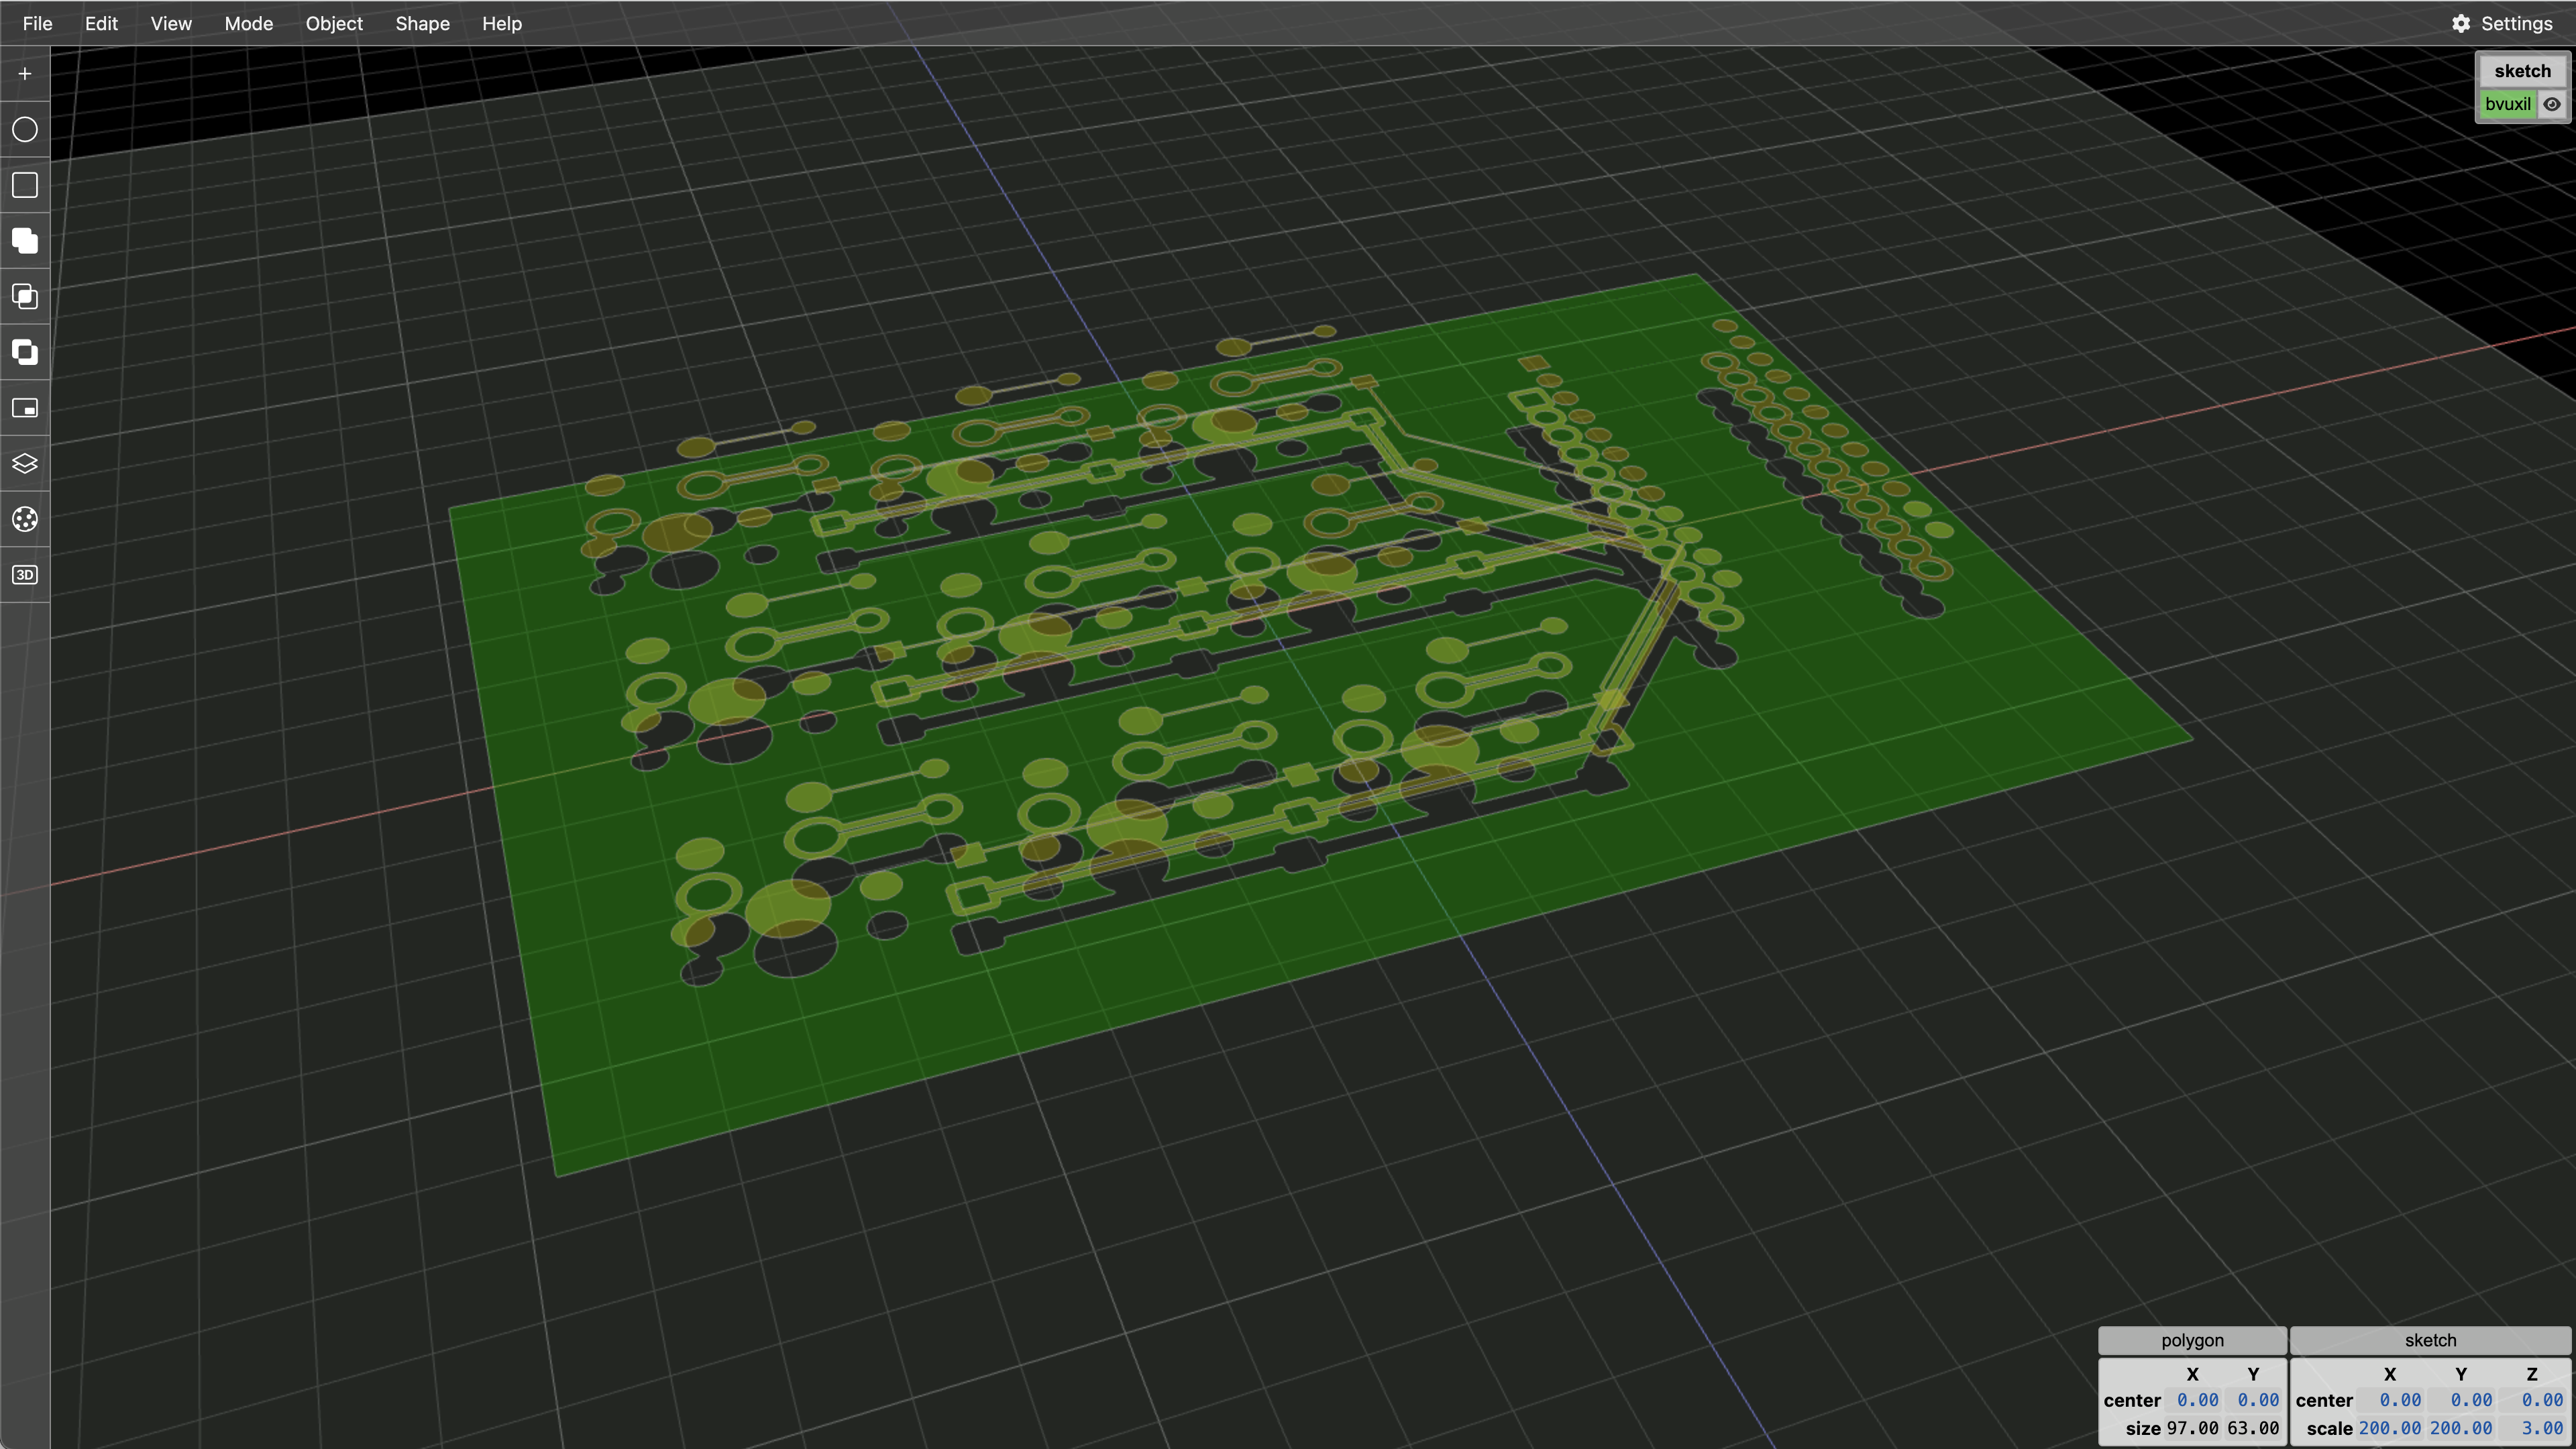 File Edit View Mode Object Shape Help Settings
sketch
bvuxil
3D
polygon sketch
X Y X Y Z
center 0.00 0.00 center 0.00 0.00 0.00
size 97.00 63.00 scale 200.00 200.00 3.00